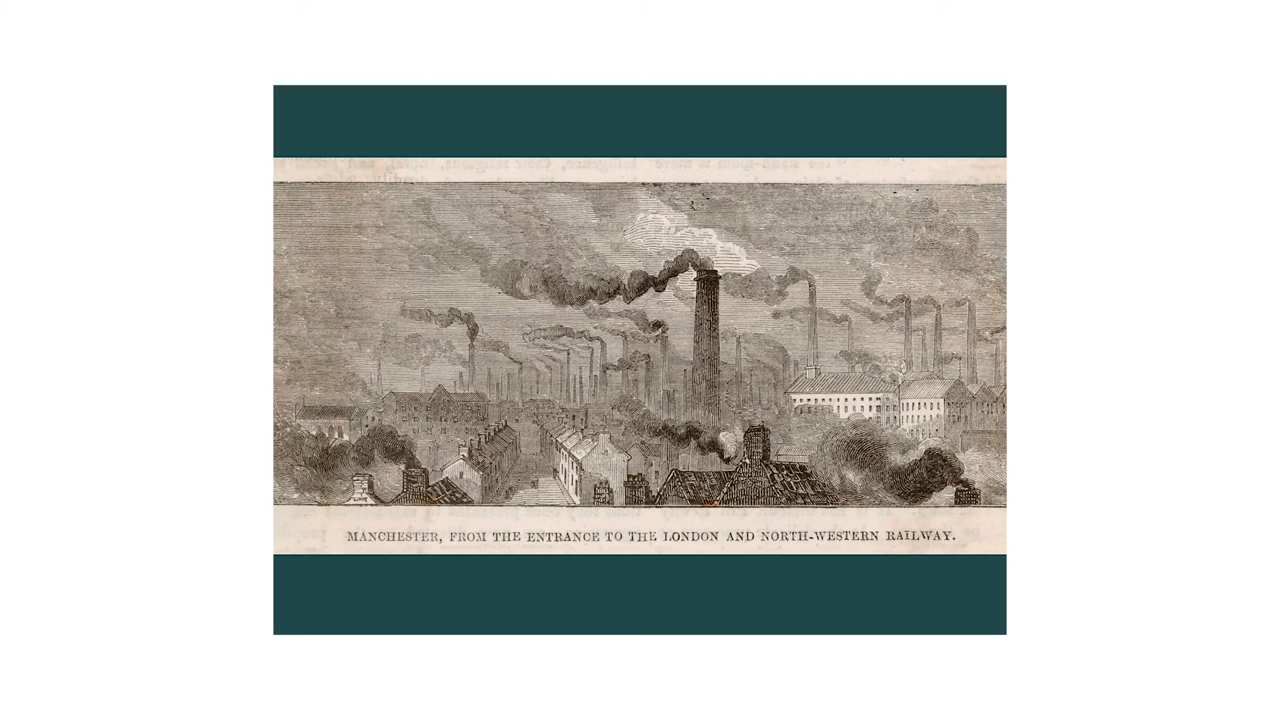 MANCHESTER, FROM THE ENTRANCE TO THE LONDON AND NORTH-WESTERN RAILWAY.